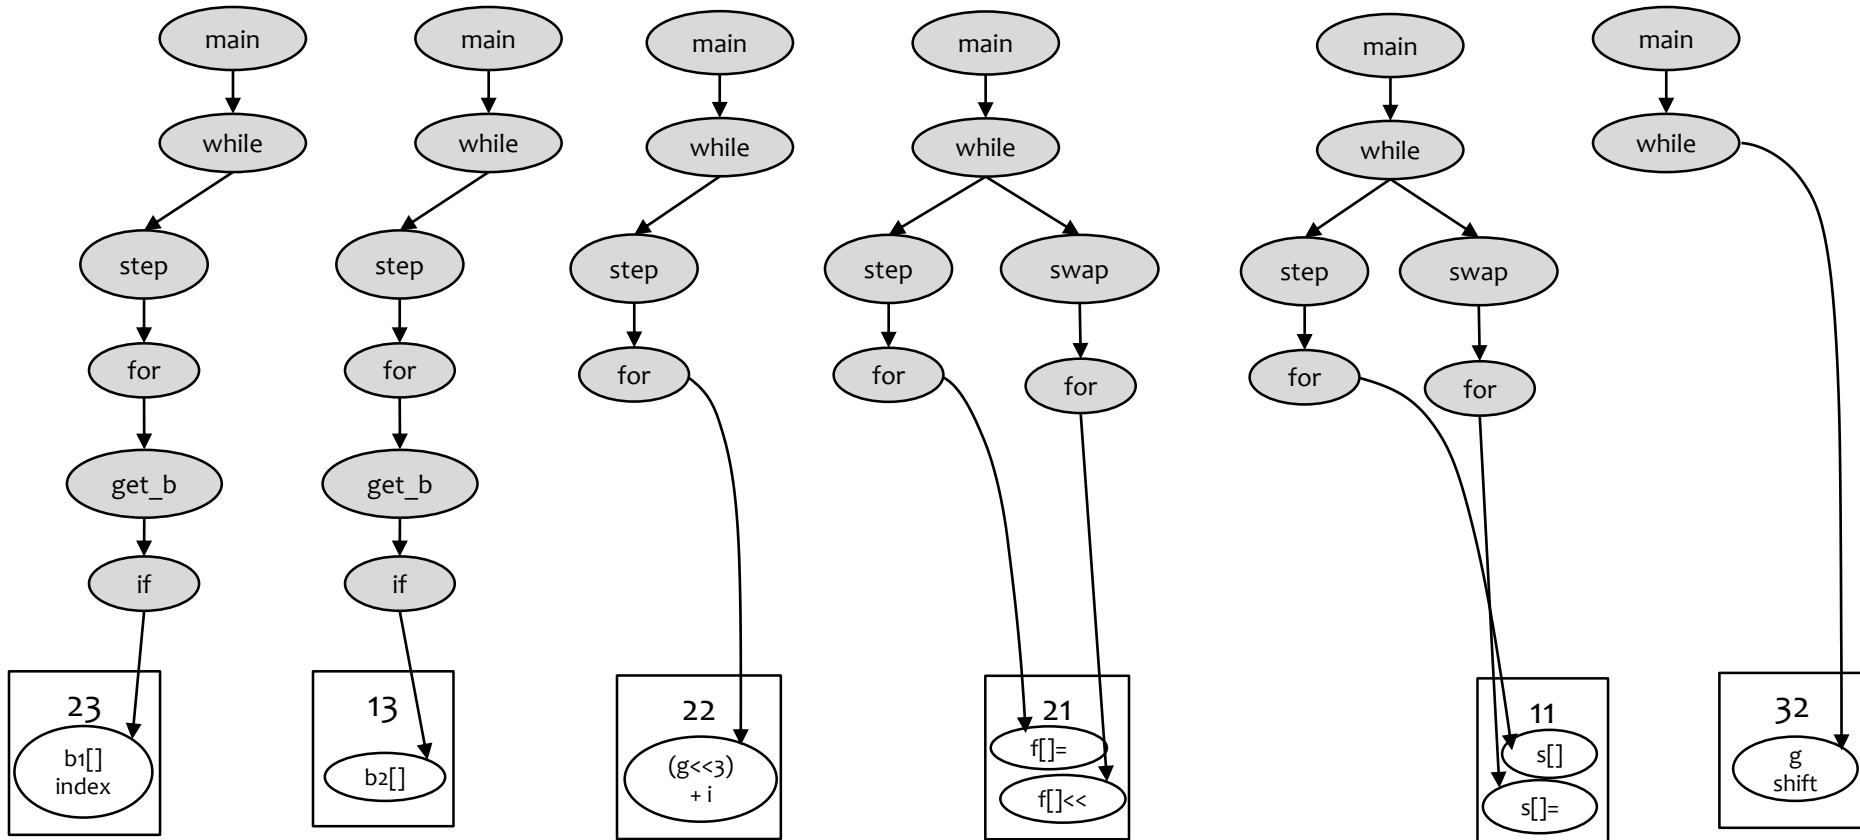 main
while
step
for
get_b
if
23
b1[]
index
main
while
step
for
get_b
if
13
b2[]
main
while
step
for
22
(g<<3)
+ i
main
while
step
swap
for
for
21
f[]=
f[]<<
main
while
step
swap
for
for
11
s[]
s[]=
main
while
32
g
shift